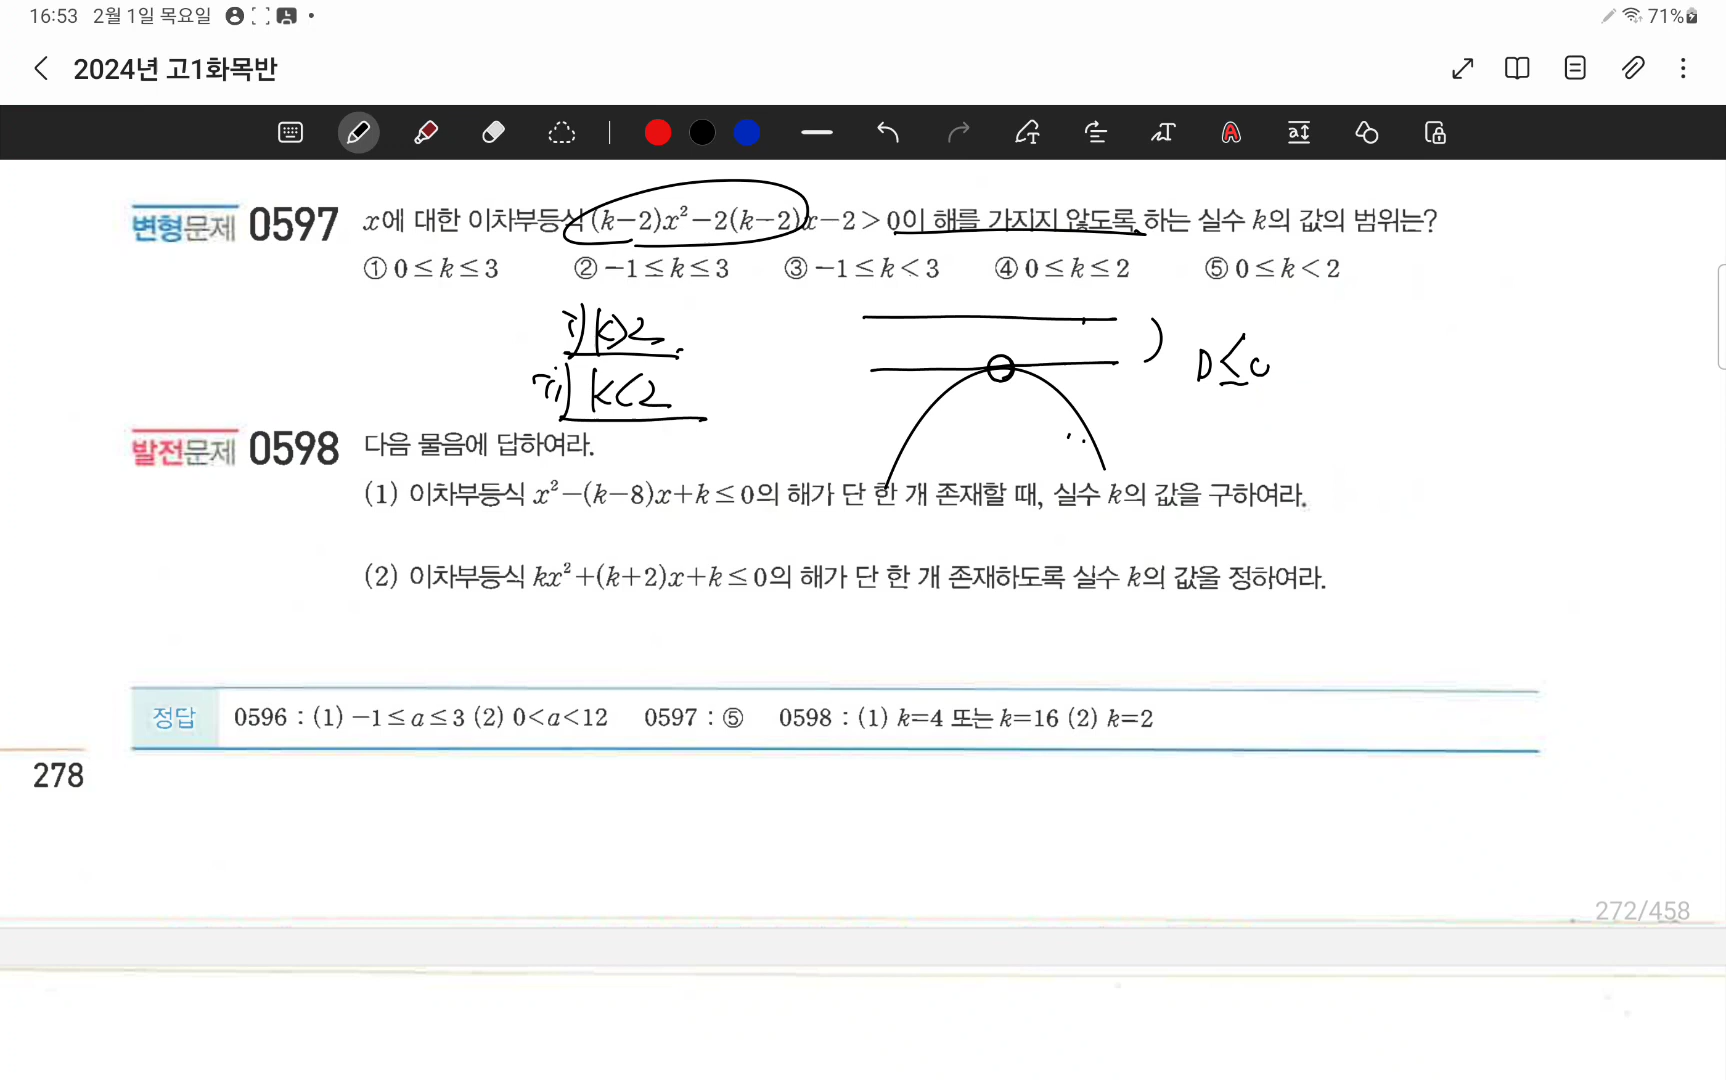 16:53 2월 1일 목요일 71%
2024년 고1화목반
변형문제 0597 x에 대한 이차부등식 (k−2)x²−2(k−2)x−2>0이 해를 가지지 않도록 하는 실수 k의 값의 범위는?
① 0≤k≤3 ② −1≤k≤3 ③ −1≤k<3 ④ 0≤k≤2 ⑤ 0≤k<2
i) k>2
ii) k<2
D≤0
발전문제 0598 다음 물음에 답하여라.
(1) 이차부등식 x²−(k−8)x+k≤0의 해가 단 한 개 존재할 때, 실수 k의 값을 구하여라.
(2) 이차부등식 kx²+(k+2)x+k≤0의 해가 단 한 개 존재하도록 실수 k의 값을 정하여라.
정답 0596 : (1) −1≤a≤3 (2) 0<a<12 0597 : ⑤ 0598 : (1) k=4 또는 k=16 (2) k=2
278
272/458